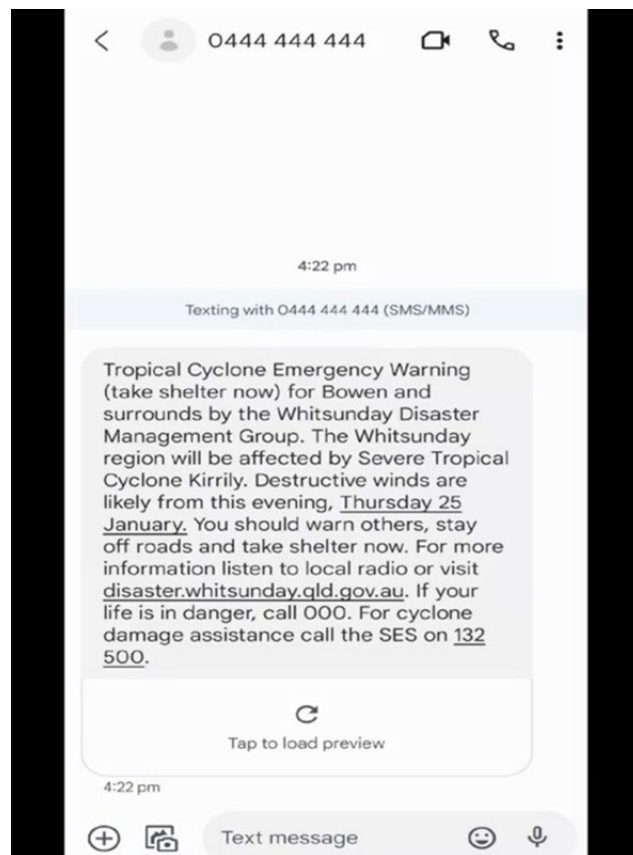 0444 444 444
4:22 pm
Texting with 0444 444 444 (SMS/MMS)
Tropical Cyclone Emergency Warning
(take shelter now) for Bowen and
surrounds by the Whitsunday Disaster
Management Group. The Whitsunday
region will be affected by Severe Tropical
Cyclone Kirrily. Destructive winds are
likely from this evening, Thursday 25
January. You should warn others, stay
off roads and take shelter now. For more
information listen to local radio or visit
disaster.whitsunday.qld.gov.au. If your
life is in danger, call 000. For cyclone
damage assistance call the SES on 132
500.
Tap to load preview
4:22 pm
Text message